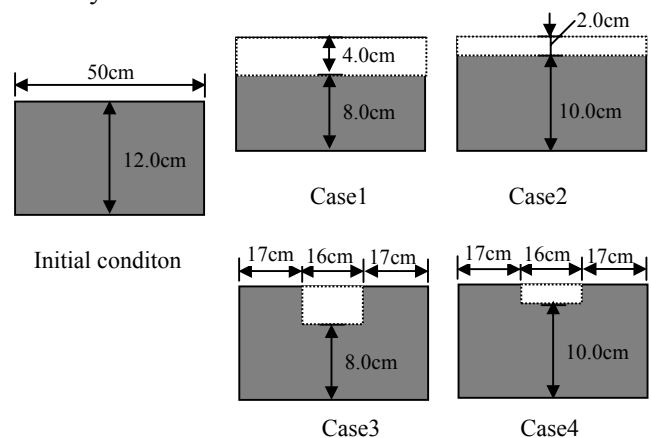 50cm
12.0cm
Initial conditon
4.0cm
8.0cm
Case1
2.0cm
10.0cm
Case2
17cm 16cm 17cm
8.0cm
Case3
17cm 16cm 17cm
10.0cm
Case4